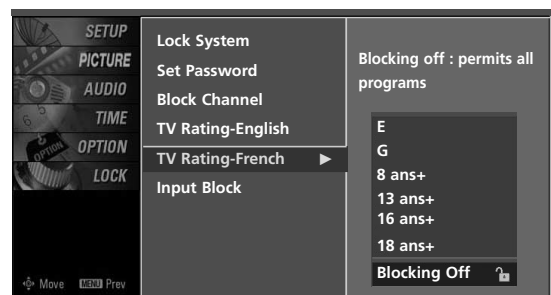 SETUP
PICTURE
AUDIO
TIME
OPTION
LOCK
Move MENU Prev
Lock System
Set Password
Block Channel
TV Rating-English
TV Rating-French
Input Block
Blocking off : permits all
programs
E
G
8 ans+
13 ans+
16 ans+
18 ans+
Blocking Off